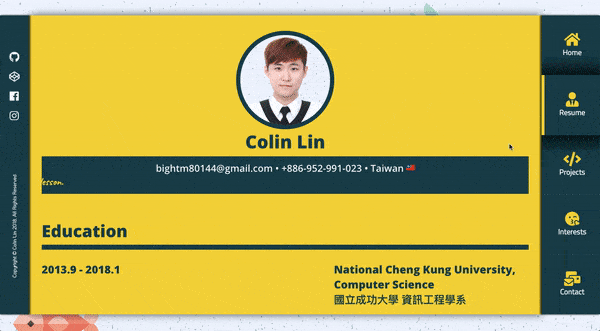 Home
Resume
Projects
Interests
Contact
Colin Lin
bightm80144@gmail.com • +886-952-991-023 • Taiwan 🇹🇼
lesson.
Education
2013.9 - 2018.1
National Cheng Kung University,
Computer Science
國立成功大學 資訊工程學系
Copyright © Colin Lin 2018. All Rights Reserved